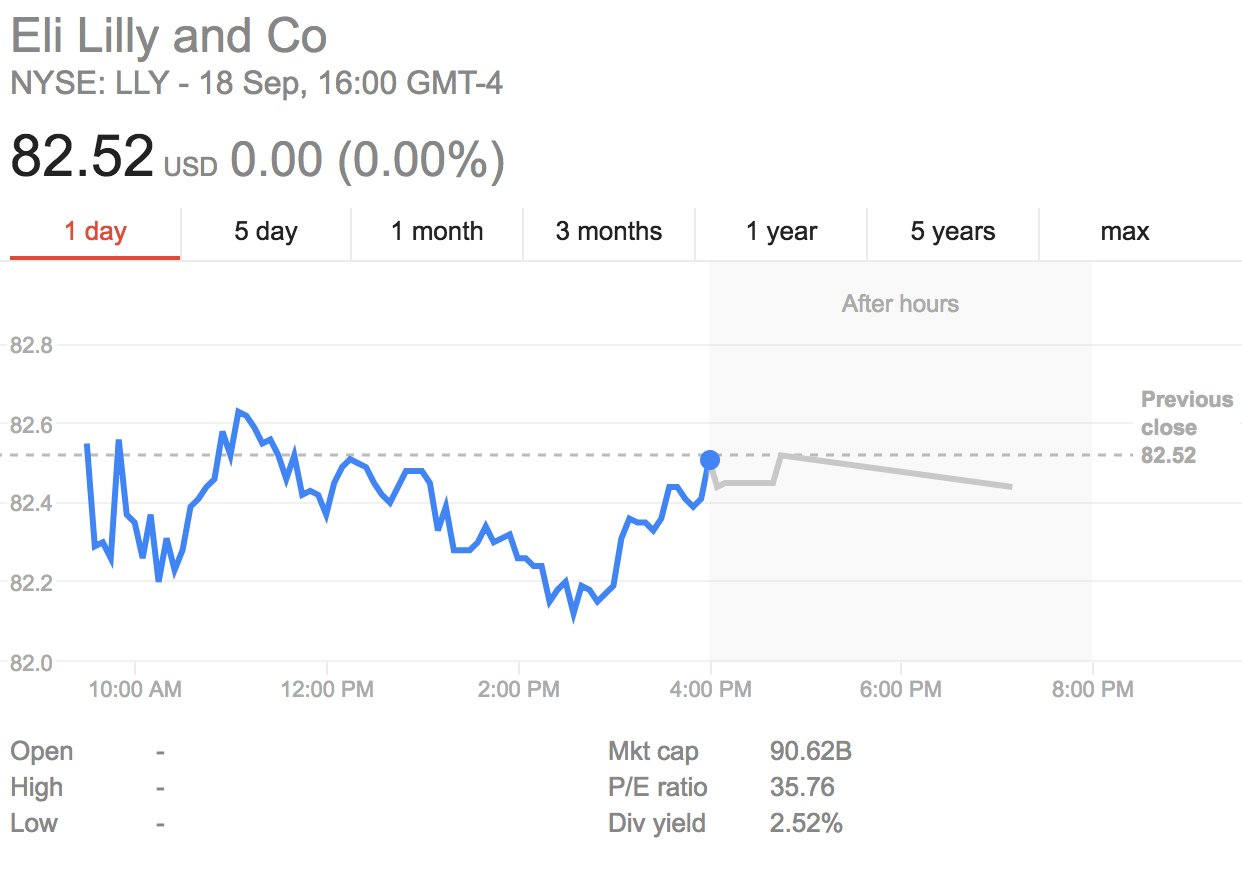 Eli Lilly and Co
NYSE: LLY - 18 Sep, 16:00 GMT-4
82.52 USD 0.00 (0.00%)
1 day 5 day 1 month 3 months 1 year 5 years max
After hours
82.8
82.6
82.4
82.2
82.0
Previous
close
82.52
10:00 AM 12:00 PM 2:00 PM 4:00 PM 6:00 PM 8:00 PM
Open - Mkt cap 90.62B
High - P/E ratio 35.76
Low - Div yield 2.52%